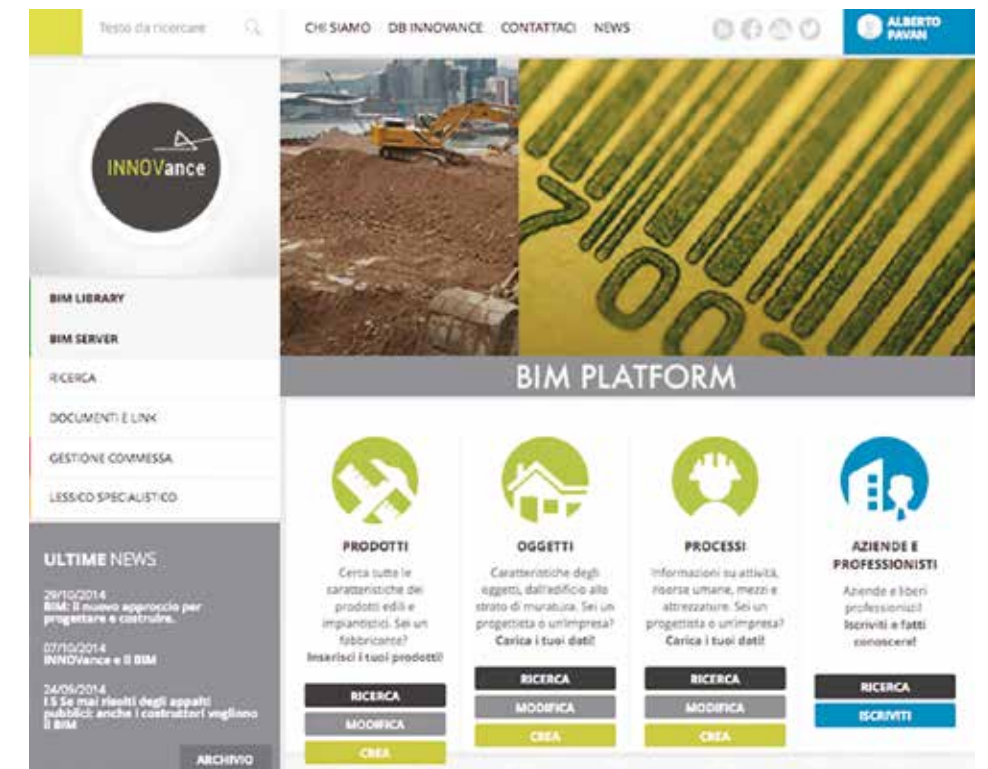 Testo da ricercare
CHI SIAMO DB INNOVANCE CONTATTACI NEWS
ALBERTO
PAVAN
INNOVance
BIM LIBRARY
BIM SERVER
RICERCA
DOCUMENTI E LINK
GESTIONE COMMESSA
LESSICO SPECIALISTICO
ULTIME NEWS
29/10/2014
BIM: il nuovo approccio per
progettare e costruire.
07/10/2014
INNOVance e il BIM
24/09/2014
I 5 Se mai risolti degli appalti
pubblici: anche i costruttori vogliono
il BIM
ARCHIVIO
700
BIM PLATFORM
PRODOTTI
Cerca tutte le
caratteristiche dei
prodotti edili e
impiantistici. Sei un
fabbricante?
Inserisci i tuoi prodotti!
RICERCA
MODIFICA
CREA
OGGETTI
Caratteristiche degli
oggetti, dall'edificio allo
strato di muratura. Sei un
progettista o un'impresa?
Carica i tuoi dati!
RICERCA
MODIFICA
CREA
PROCESSI
Informazioni su attività,
risorse umane, mezzi e
attrezzature. Sei un
progettista o un'impresa?
Carica i tuoi dati!
RICERCA
MODIFICA
CREA
AZIENDE E
PROFESSIONISTI
Aziende e liberi
professionisti!
Iscriviti e fatti
conoscere!
RICERCA
ISCRIVITI